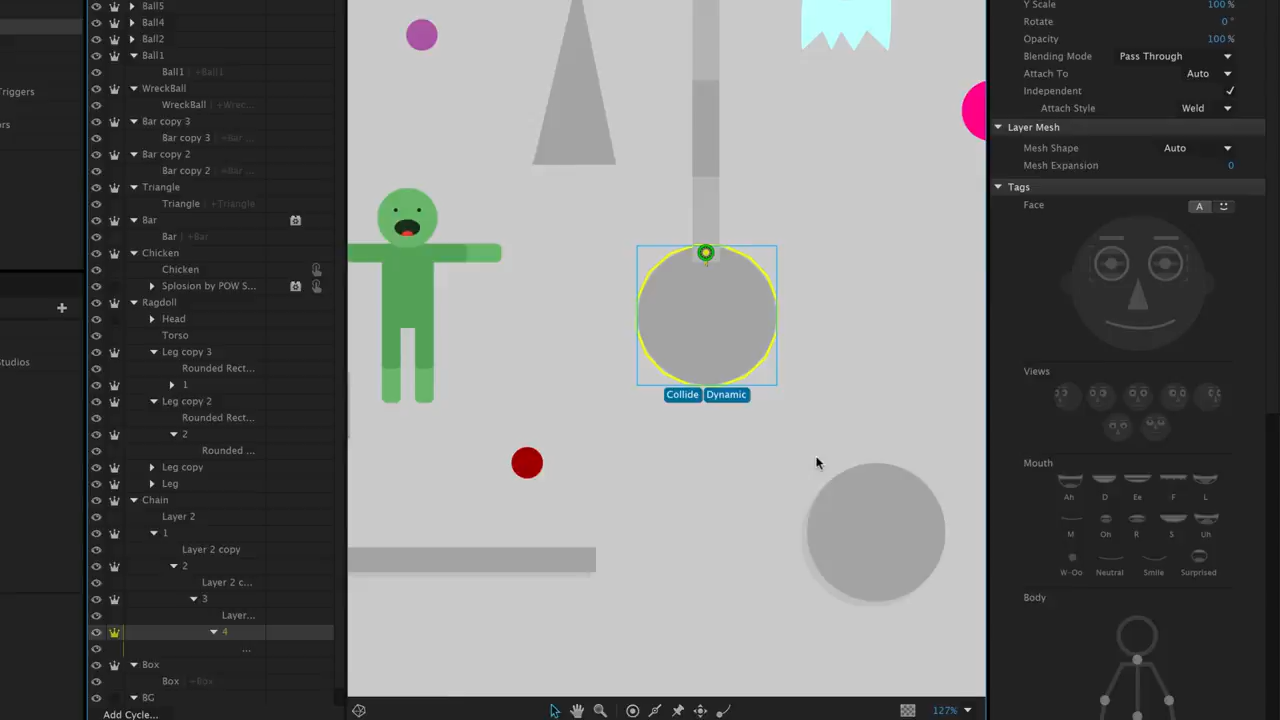 Triggers
ors
Studios
Ball5
Ball4
Ball2
Ball1
Ball1 | +Ball1
WreckBall
WreckBall | +Wrec...
Bar copy 3
Bar copy 3 | +Bar ...
Bar copy 2
Bar copy 2 | +Bar ...
Triangle
Triangle | +Triangle
Bar
Bar | +Bar
Chicken
Chicken
Splosion by POW S...
Ragdoll
Head
Torso
Leg copy 3
Rounded Rect...
1
Leg copy 2
Rounded Rect...
2
Rounded ...
Leg copy
Leg
Chain
Layer 2
1
Layer 2 copy
2
Layer 2 c...
3
Layer...
4
...
Box
Box | +Box
BG
Add Cycle...
Collide Dynamic
127%
Y Scale 100 %
Rotate 0 °
Opacity 100 %
Blending Mode Pass Through
Attach To Auto
Independent
Attach Style Weld
Layer Mesh
Mesh Shape Auto
Mesh Expansion 0
Tags
Face A
Views
Mouth
Ah D Ee F L
M Oh R S Uh
W-Oo Neutral Smile Surprised
Body